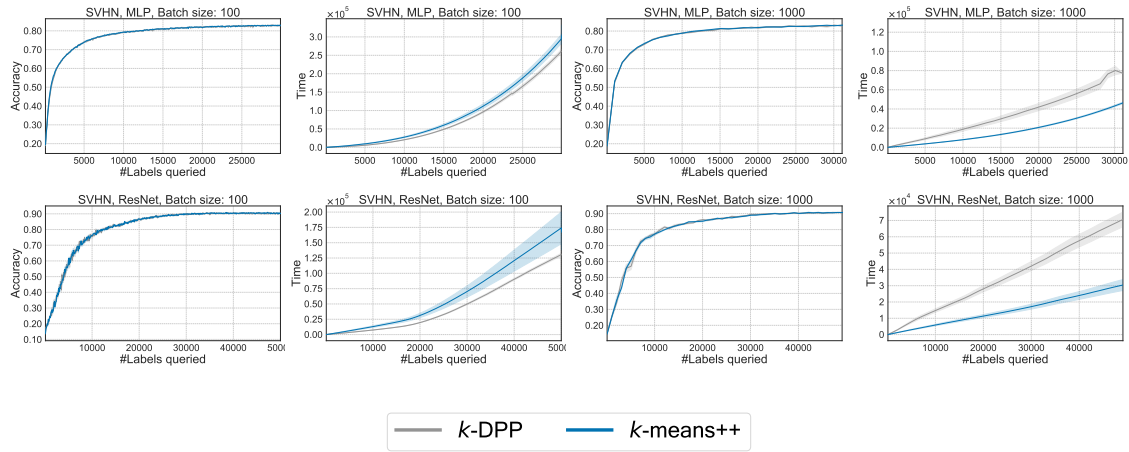 SVHN, MLP, Batch size: 100
Accuracy
0.80
0.70
0.60
0.50
0.40
0.30
0.20
5000 10000 15000 20000 25000
#Labels queried
SVHN, MLP, Batch size: 100
×10⁵
Time
3.0
2.5
2.0
1.5
1.0
0.5
0.0
5000 10000 15000 20000 25000
#Labels queried
SVHN, MLP, Batch size: 1000
Accuracy
0.80
0.70
0.60
0.50
0.40
0.30
0.20
5000 10000 15000 20000 25000 30000
#Labels queried
SVHN, MLP, Batch size: 1000
×10⁵
Time
1.2
1.0
0.8
0.6
0.4
0.2
0.0
5000 10000 15000 20000 25000 30000
#Labels queried
SVHN, ResNet, Batch size: 100
Accuracy
0.90
0.80
0.70
0.60
0.50
0.40
0.30
0.20
0.10
10000 20000 30000 40000 5000
#Labels queried
SVHN, ResNet, Batch size: 100
×10⁵
Time
2.00
1.75
1.50
1.25
1.00
0.75
0.50
0.25
0.00
10000 20000 30000 40000 5000
#Labels queried
SVHN, ResNet, Batch size: 1000
Accuracy
0.90
0.80
0.70
0.60
0.50
0.40
0.30
0.20
10000 20000 30000 40000
#Labels queried
SVHN, ResNet, Batch size: 1000
×10⁴
Time
7
6
5
4
3
2
1
0
10000 20000 30000 40000
#Labels queried
k-DPP k-means++